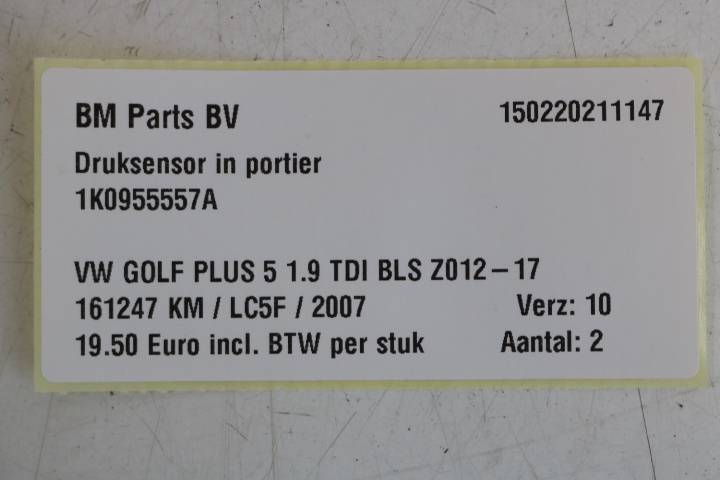 BM Parts BV 150220211147
Druksensor in portier
1K0955557A
VW GOLF PLUS 5 1.9 TDI BLS Z012-17
161247 KM / LC5F / 2007 Verz: 10
19.50 Euro incl. BTW per stuk Aantal: 2